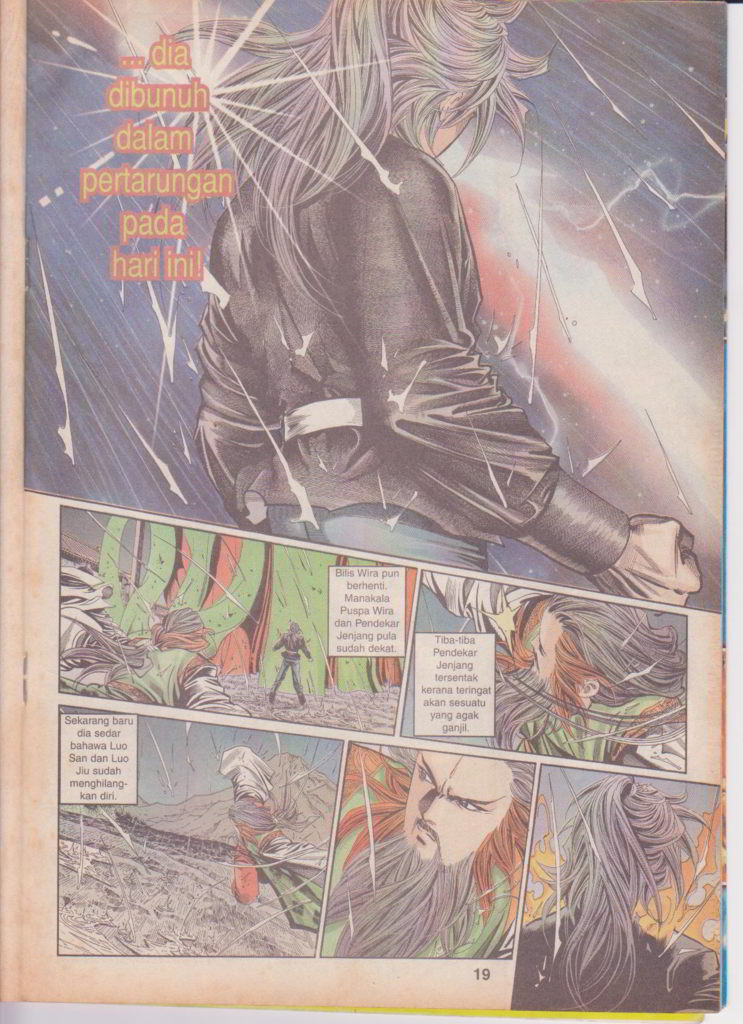 ... dia
dibunuh
dalam
pertarungan
pada
hari ini!
Bilis Wira pun
berhenti.
Manakala
Puspa Wira
dan Pendekar
Jenjang pula
sudah dekat.
Tiba-tiba
Pendekar
Jenjang
tersentak
kerana teringat
akan sesuatu
yang agak
ganjil.
Sekarang baru
dia sedar
bahawa Luo
San dan Luo
Jiu sudah
menghilang-
kan diri.
19